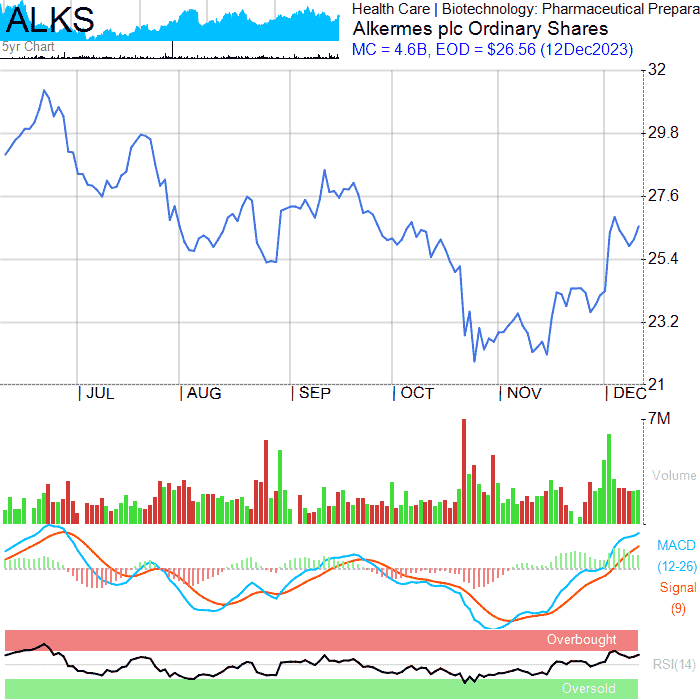 ALKS
5yr Chart
Health Care | Biotechnology: Pharmaceutical Prepara
Alkermes plc Ordinary Shares
MC = 4.6B, EOD = $26.56 (12Dec2023)
32
29.8
27.6
25.4
23.2
21
| JUL | AUG | SEP | OCT | NOV | DEC
7M
Volume
MACD
(12-26)
Signal
(9)
Overbought
RSI(14)
Oversold